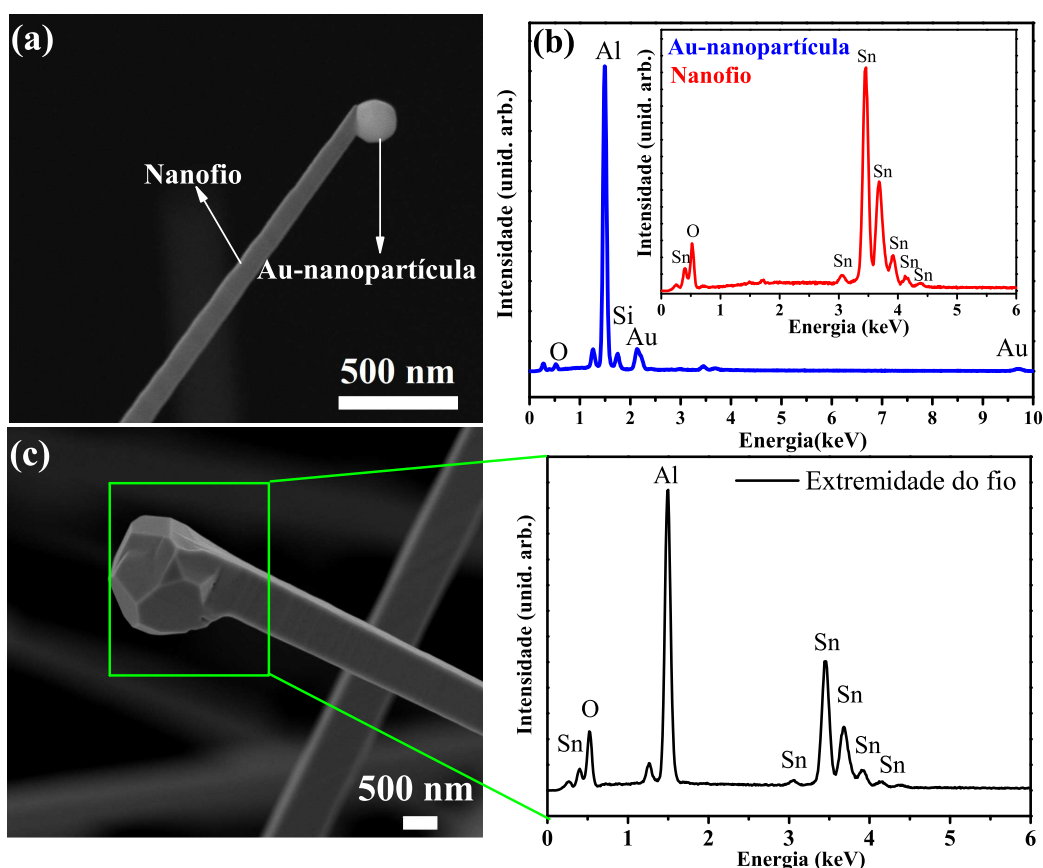 (a)
Nanofio
Au-nanopartícula
500 nm
(b)
Intensidade (unid. arb.)
Al
O
Si
Au
Au
0 1 2 3 4 5 6 7 8 9 10
Energia(keV)
Au-nanopartícula
Nanofio
Intensidade (unid. arb.)
Sn
Sn
O
Sn
Sn
Sn
Sn
Sn
0 1 2 3 4 5 6
Energia (keV)
(c)
500 nm
Intensidade (unid. arb.)
Extremidade do fio
Al
Sn
O
Sn
Sn
Sn
Sn
Sn
0 1 2 3 4 5 6
Energia (keV)